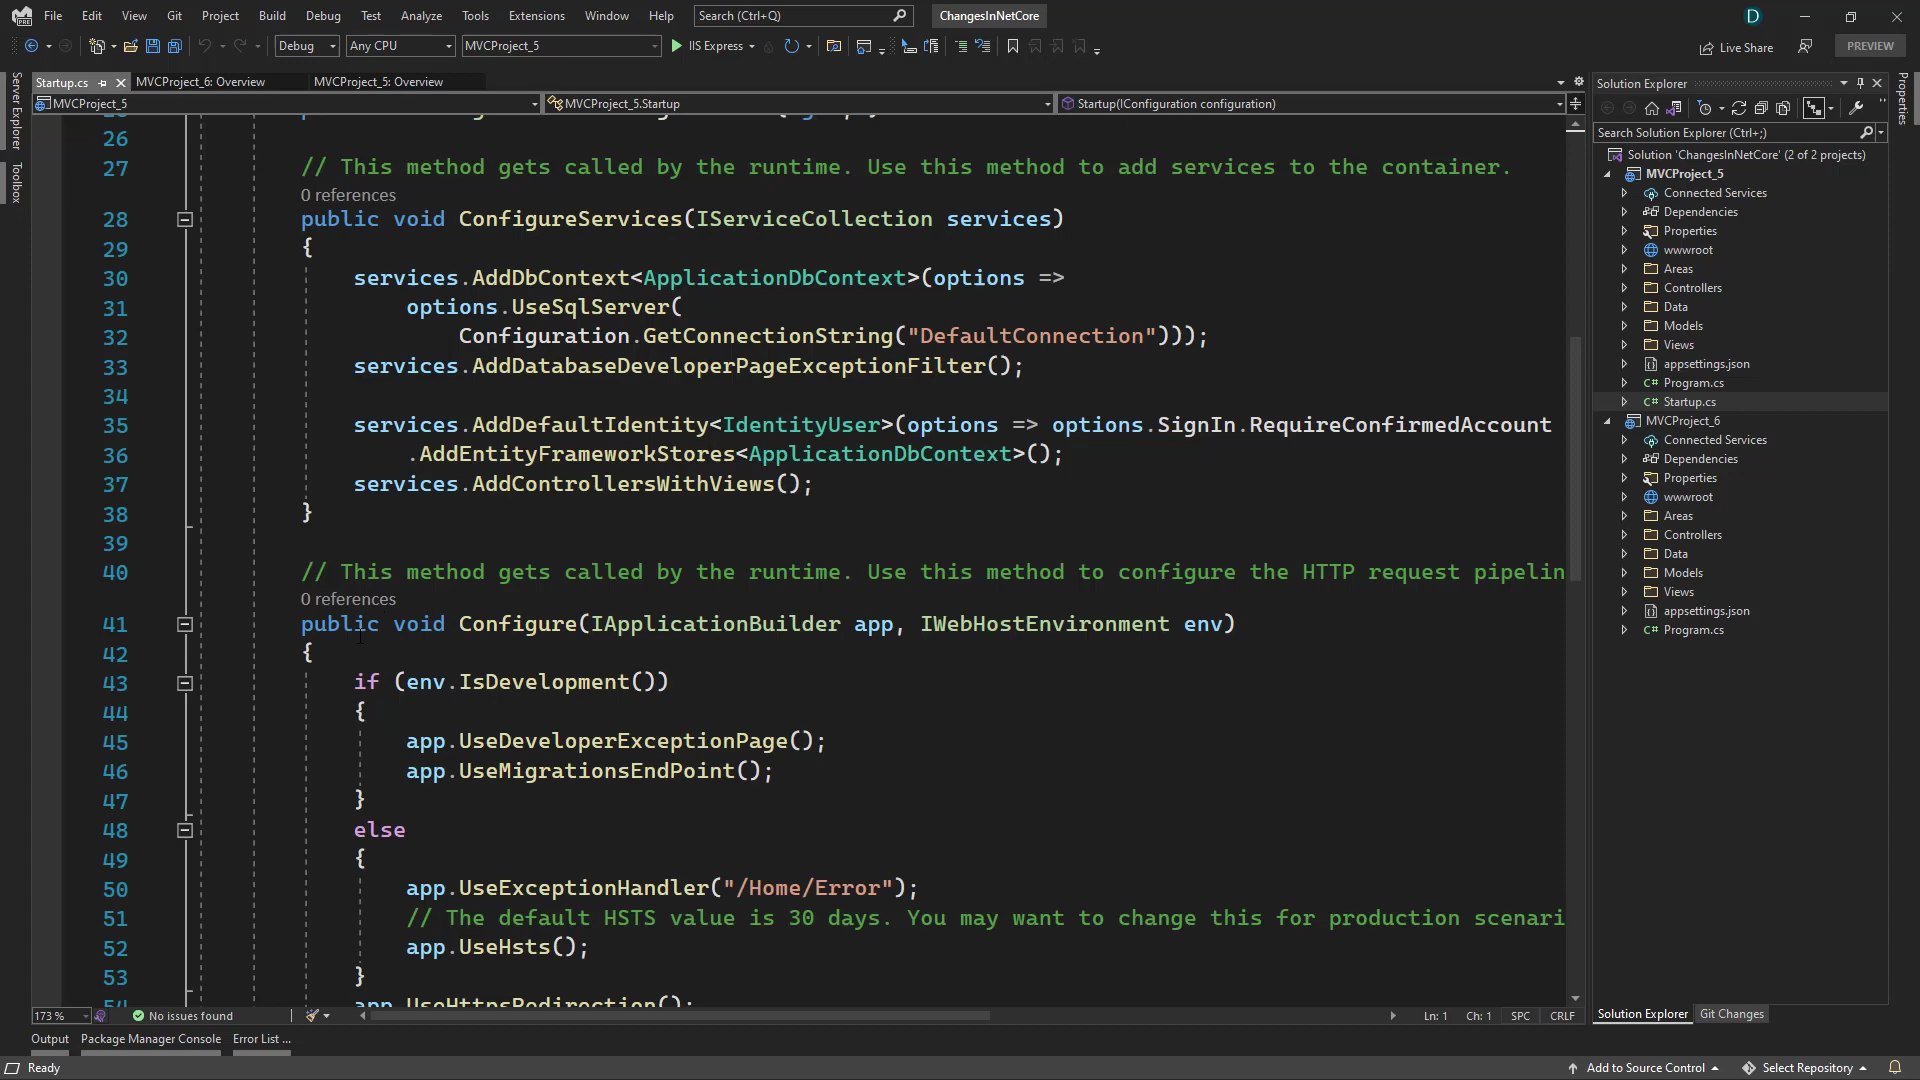 File Edit View Git Project Build Debug Test Analyze Tools Extensions Window Help Search (Ctrl+Q) ChangesInNetCore D
Debug Any CPU MVCProject_5 IIS Express Live Share PREVIEW
Startup.cs MVCProject_6: Overview MVCProject_5: Overview
MVCProject_5 MVCProject_5.Startup Startup(IConfiguration configuration)
26
27 // This method gets called by the runtime. Use this method to add services to the container.
0 references
28 public void ConfigureServices(IServiceCollection services)
29 {
30 services.AddDbContext<ApplicationDbContext>(options =>
31 options.UseSqlServer(
32 Configuration.GetConnectionString("DefaultConnection")));
33 services.AddDatabaseDeveloperPageExceptionFilter();
34
35 services.AddDefaultIdentity<IdentityUser>(options => options.SignIn.RequireConfirmedAccount
36 .AddEntityFrameworkStores<ApplicationDbContext>();
37 services.AddControllersWithViews();
38 }
39
40 // This method gets called by the runtime. Use this method to configure the HTTP request pipelin
0 references
41 public void Configure(IApplicationBuilder app, IWebHostEnvironment env)
42 {
43 if (env.IsDevelopment())
44 {
45 app.UseDeveloperExceptionPage();
46 app.UseMigrationsEndPoint();
47 }
48 else
49 {
50 app.UseExceptionHandler("/Home/Error");
51 // The default HSTS value is 30 days. You may want to change this for production scenari
52 app.UseHsts();
53 }
54 app.UseHttpsRedirection();
173 % No issues found Ln: 1 Ch: 1 SPC CRLF
Output Package Manager Console Error List ...
Ready Add to Source Control Select Repository
Server Explorer
Toolbox
Solution Explorer
Search Solution Explorer (Ctrl+;)
Solution 'ChangesInNetCore' (2 of 2 projects)
MVCProject_5
Connected Services
Dependencies
Properties
wwwroot
Areas
Controllers
Data
Models
Views
appsettings.json
C# Program.cs
C# Startup.cs
MVCProject_6
Connected Services
Dependencies
Properties
wwwroot
Areas
Controllers
Data
Models
Views
appsettings.json
C# Program.cs
Solution Explorer Git Changes
Properties